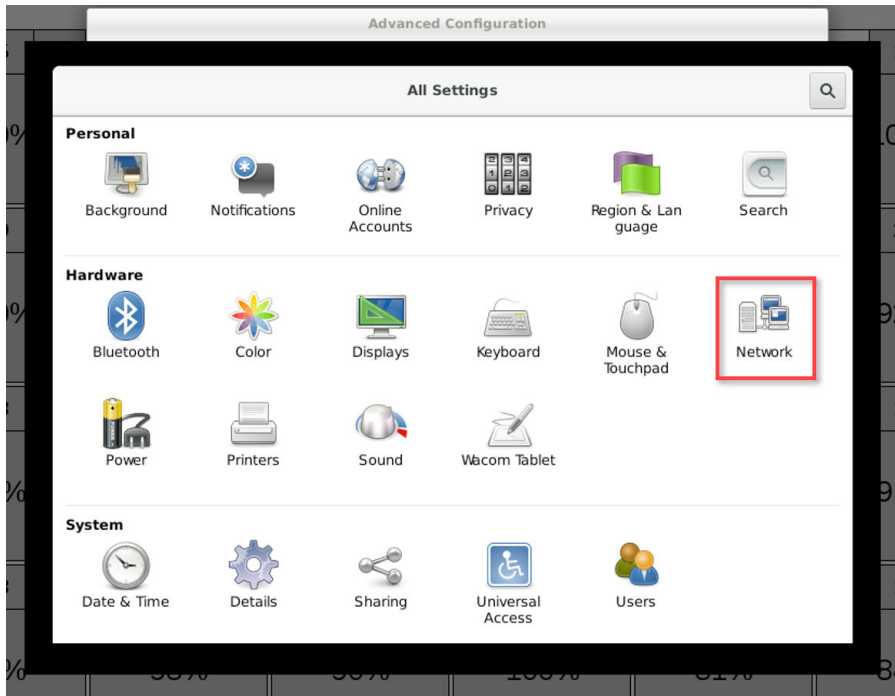 Advanced Configuration
All Settings
Personal
Background
Notifications
Online
Accounts
Privacy
Region & Lan
guage
Search
Hardware
Bluetooth
Color
Displays
Keyboard
Mouse &
Touchpad
Network
Power
Printers
Sound
Wacom Tablet
System
Date & Time
Details
Sharing
Universal
Access
Users